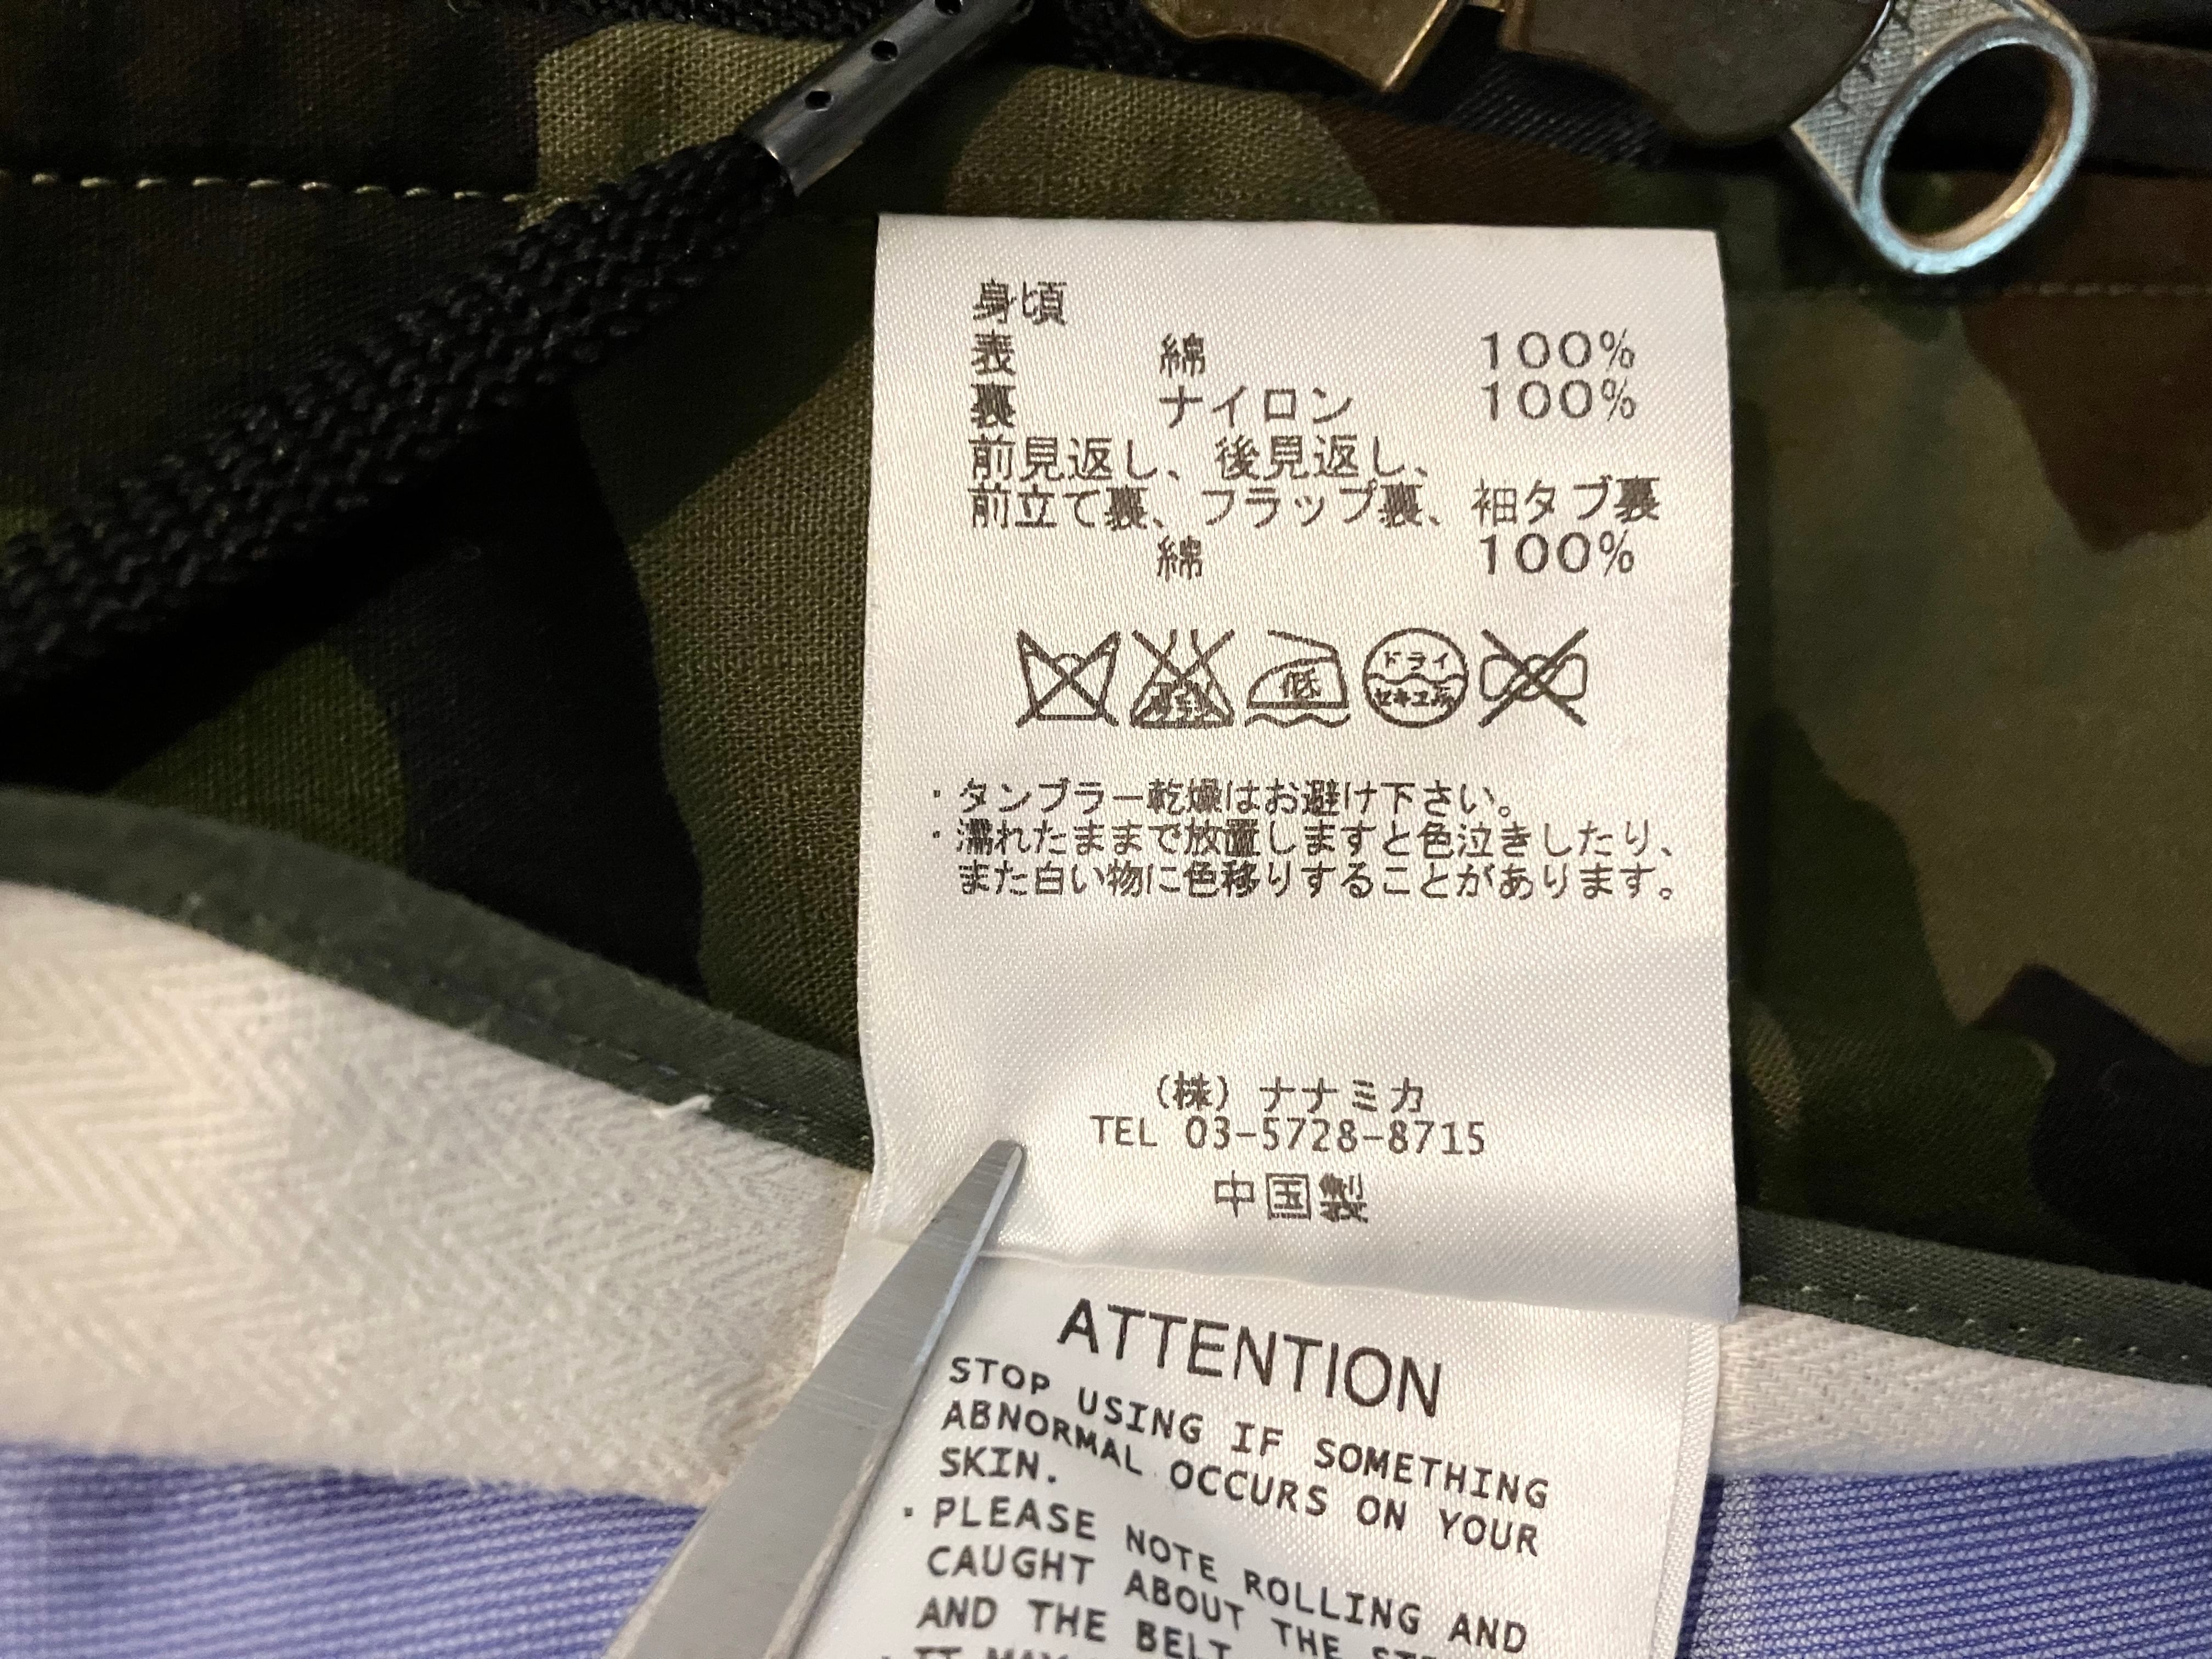 身頃
表 綿 100%
裏 ナイロン 100%
前見返し、後見返し、
前立て裏、フラップ裏、袖タブ裏
綿 100%
低 ドライ
セキユ系
・タンブラー乾燥はお避け下さい。
・濡れたままで放置しますと色泣きしたり、
また白い物に色移りすることがあります。
(株) ナナミカ
TEL 03-5728-8715
中国製
ATTENTION
STOP USING IF SOMETHING
ABNORMAL OCCURS ON YOUR
SKIN.
・PLEASE NOTE ROLLING AND
CAUGHT ABOUT THE
AND THE BELT